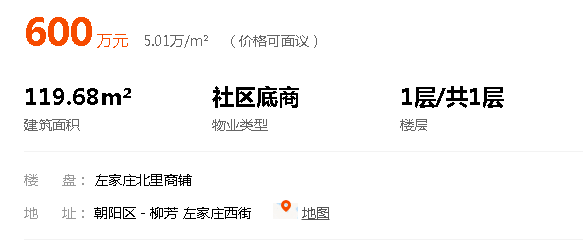 600万元 5.01万/m² （价格可面议）
119.68m² 社区底商 1层/共1层
建筑面积 物业类型 楼层
楼 盘： 左家庄北里商铺
地 址： 朝阳区 - 柳芳 左家庄西街 地图